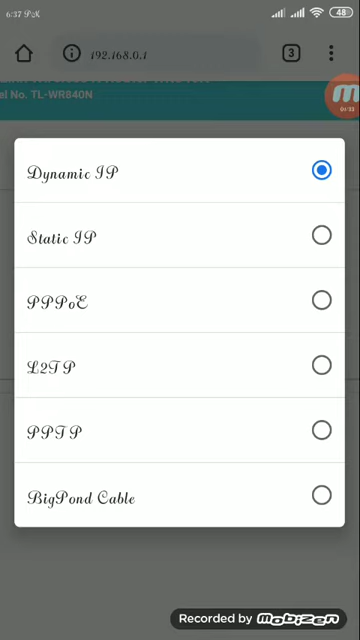 6:37 PM
48
192.168.0.1
3
el No. TL-WR840N
Dynamic IP
Static IP
PPPoE
L2TP
PPTP
BigPond Cable
Recorded by mobizen